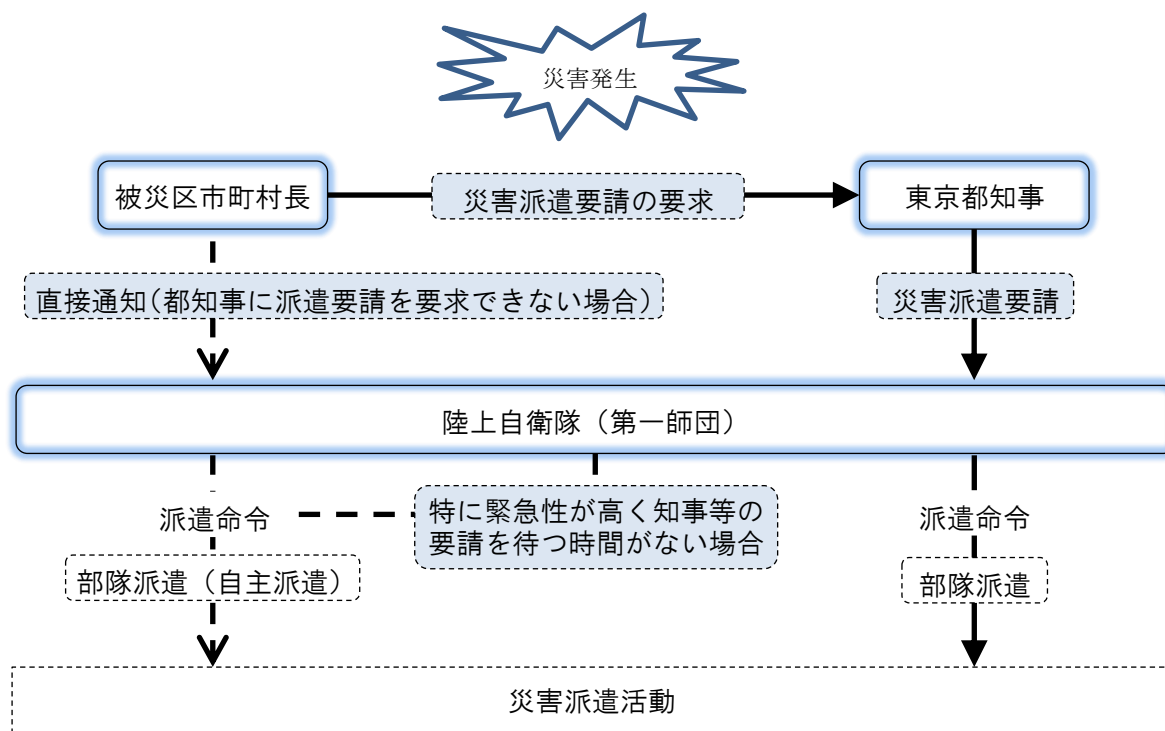 災害発生
被災区市町村長
災害派遣要請の要求
東京都知事
直接通知(都知事に派遣要請を要求できない場合)
災害派遣要請
陸上自衛隊（第一師団）
派遣命令
特に緊急性が高く知事等の
要請を待つ時間がない場合
派遣命令
部隊派遣（自主派遣）
部隊派遣
災害派遣活動